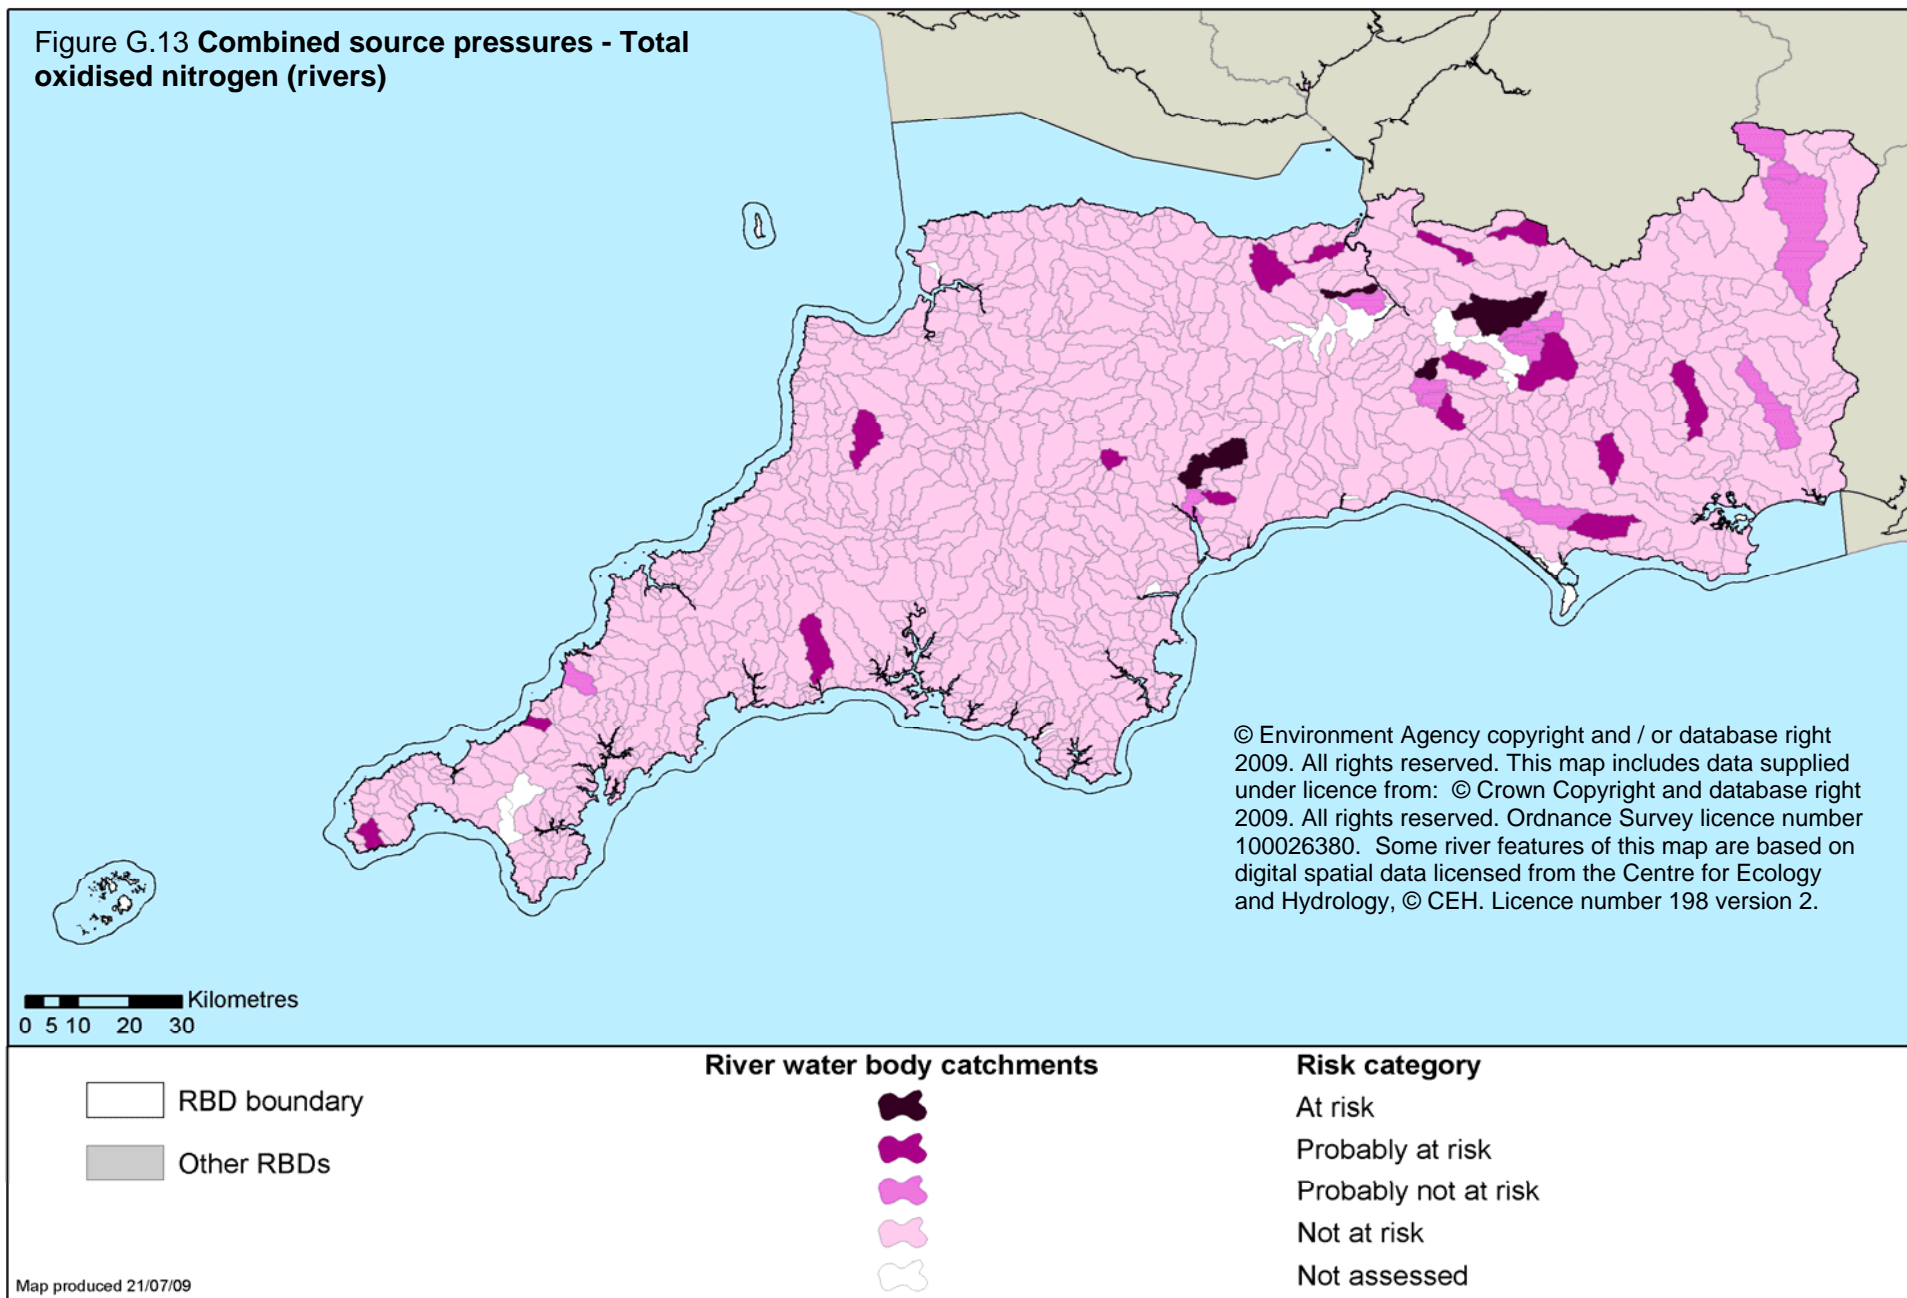 Figure G.13 Combined source pressures - Total
oxidised nitrogen (rivers)
© Environment Agency copyright and / or database right
2009. All rights reserved. This map includes data supplied
under licence from: © Crown Copyright and database right
2009. All rights reserved. Ordnance Survey licence number
100026380. Some river features of this map are based on
digital spatial data licensed from the Centre for Ecology
and Hydrology, © CEH. Licence number 198 version 2.
Kilometres
0 5 10 20 30
River water body catchments
Risk category
RBD boundary
Other RBDs
At risk
Probably at risk
Probably not at risk
Not at risk
Not assessed
Map produced 21/07/09